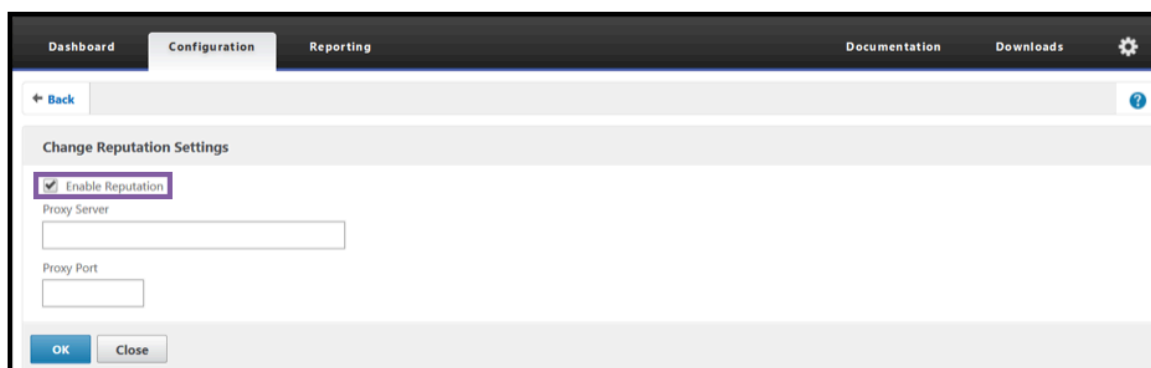 Dashboard Configuration Reporting Documentation Downloads
Back ?
Change Reputation Settings
Enable Reputation
Proxy Server
Proxy Port
OK Close